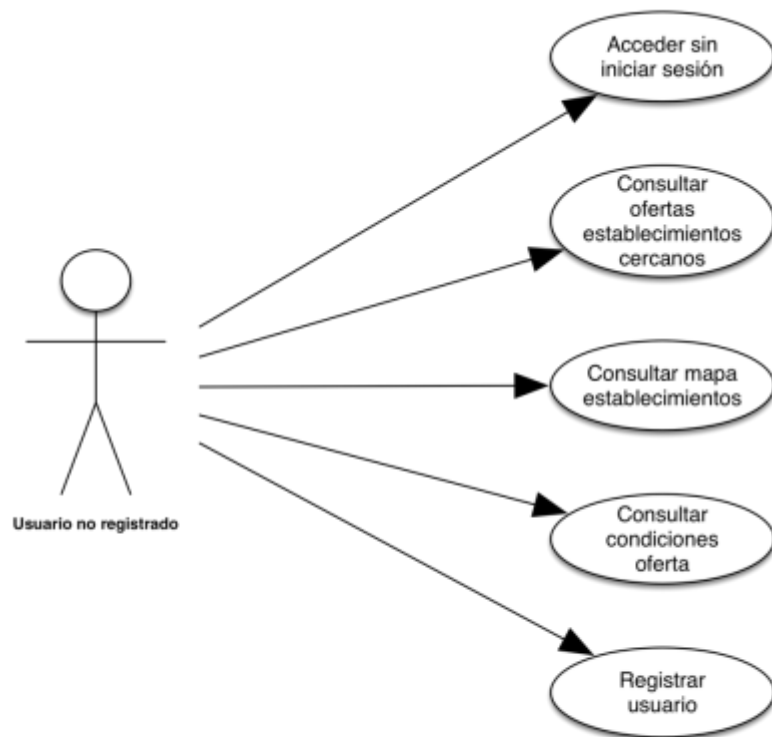 Acceder sin
iniciar sesión
Consultar
ofertas
establecimientos
cercanos
Consultar mapa
establecimientos
Usuario no registrado
Consultar
condiciones
oferta
Registrar
usuario